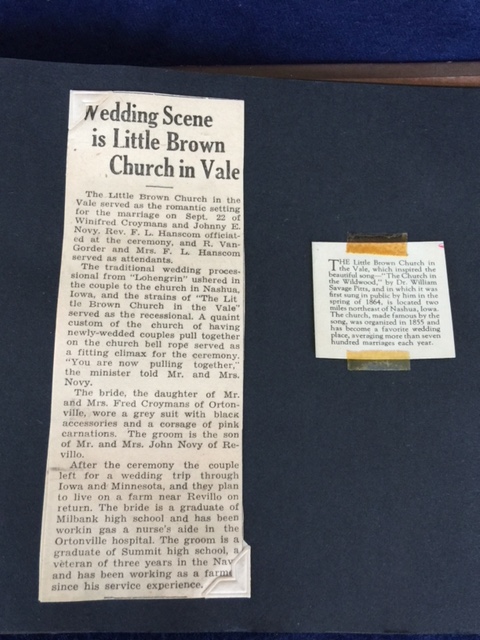 Wedding Scene
is Little Brown
Church in Vale
The Little Brown Church in the
Vale served as the romantic setting
for the marriage on Sept. 22 of
Winifred Croymans and Johnny E.
Novy, Rev. F. L. Hanscom officiat-
ed at the ceremony, and R. Van-
Gorder and Mrs. F. L. Hanscom
served as attendants.
The traditional wedding proces-
sional from "Lohengrin" ushered in
the couple to the church in Nashua,
Iowa, and the strains of "The Lit
tle Brown Church in the Vale"
served as the recessional. A quaint
custom of the church of having
newly-wedded couples pull together
on the church bell rope served as
a fitting climax for the ceremony.
"You are now pulling together,"
the minister told Mr. and Mrs.
Novy.
The bride, the daughter of Mr.
and Mrs. Fred Croymans of Orton-
ville, wore a grey suit with black
accessories and a corsage of pink
carnations. The groom is the son
of Mr. and Mrs. John Novy of Re-
villo.
After the ceremony the couple
left for a wedding trip through
Iowa and Minnesota, and they plan
to live on a farm near Revillo on
return. The bride is a graduate of
Milbank high school and has been
workin gas a nurse's aide in the
Ortonville hospital. The groom is a
graduate of Summit high school, a
veteran of three years in the Nav
and has been working as a farm
since his service experience.
THE Little Brown Church in
the Vale, which inspired the
beautiful song—"The Church in
the Wildwood," by Dr. William
Savage Pitts, and in which it was
first sung in public by him in the
spring of 1864, is located two
miles northeast of Nashua, Iowa.
The church, made famous by the
song, was organized in 1855 and
has become a favorite wedding
place, averaging more than seven
hundred marriages each year.